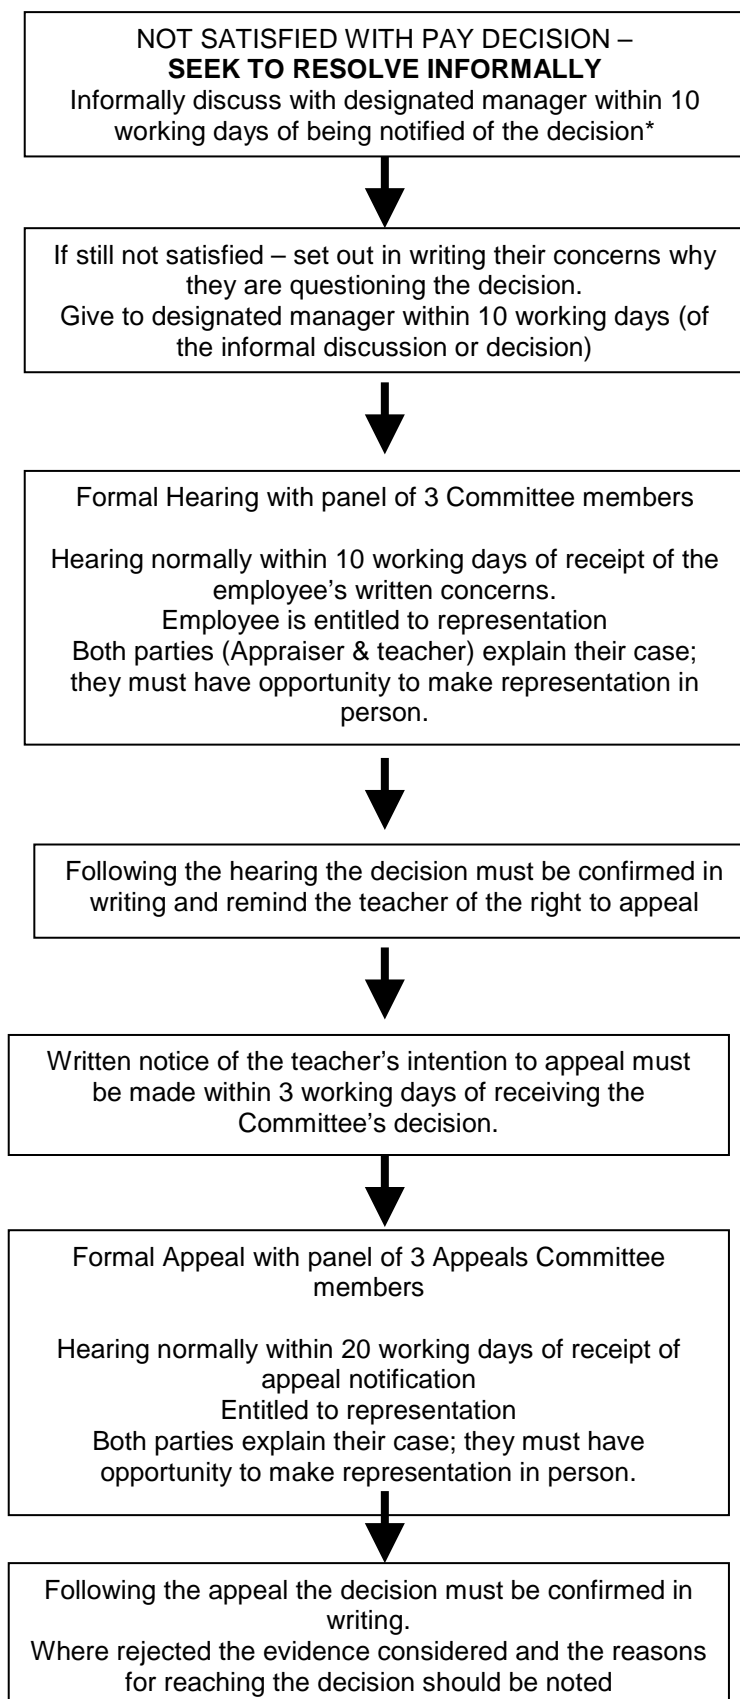 NOT SATISFIED WITH PAY DECISION –
SEEK TO RESOLVE INFORMALLY
Informally discuss with designated manager within 10
working days of being notified of the decision*
If still not satisfied – set out in writing their concerns why
they are questioning the decision.
Give to designated manager within 10 working days (of
the informal discussion or decision)
Formal Hearing with panel of 3 Committee members
Hearing normally within 10 working days of receipt of the
employee’s written concerns.
Employee is entitled to representation
Both parties (Appraiser & teacher) explain their case;
they must have opportunity to make representation in
person.
Following the hearing the decision must be confirmed in
writing and remind the teacher of the right to appeal
Written notice of the teacher’s intention to appeal must
be made within 3 working days of receiving the
Committee’s decision.
Formal Appeal with panel of 3 Appeals Committee
members
Hearing normally within 20 working days of receipt of
appeal notification
Entitled to representation
Both parties explain their case; they must have
opportunity to make representation in person.
Following the appeal the decision must be confirmed in
writing.
Where rejected the evidence considered and the reasons
for reaching the decision should be noted